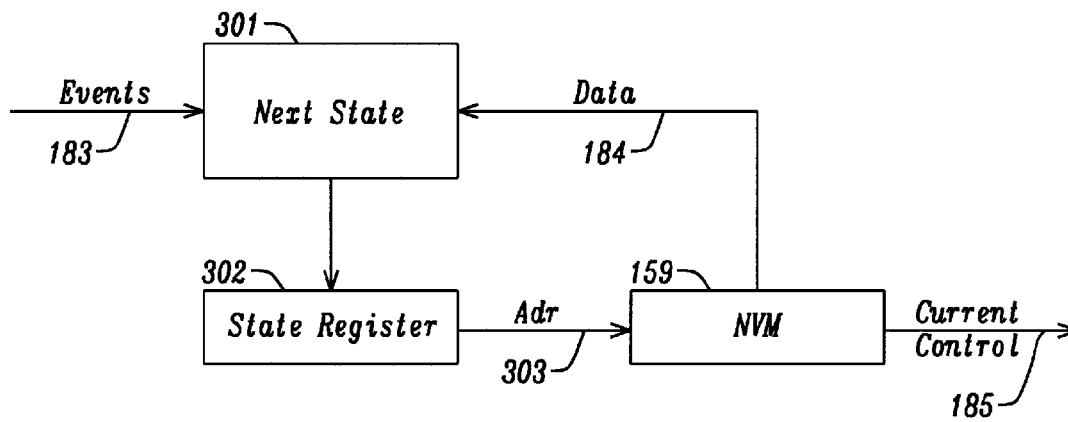 301
Events
Next State
Data
183
184
302
159
State Register
Adr
NVM
Current
Control
303
185